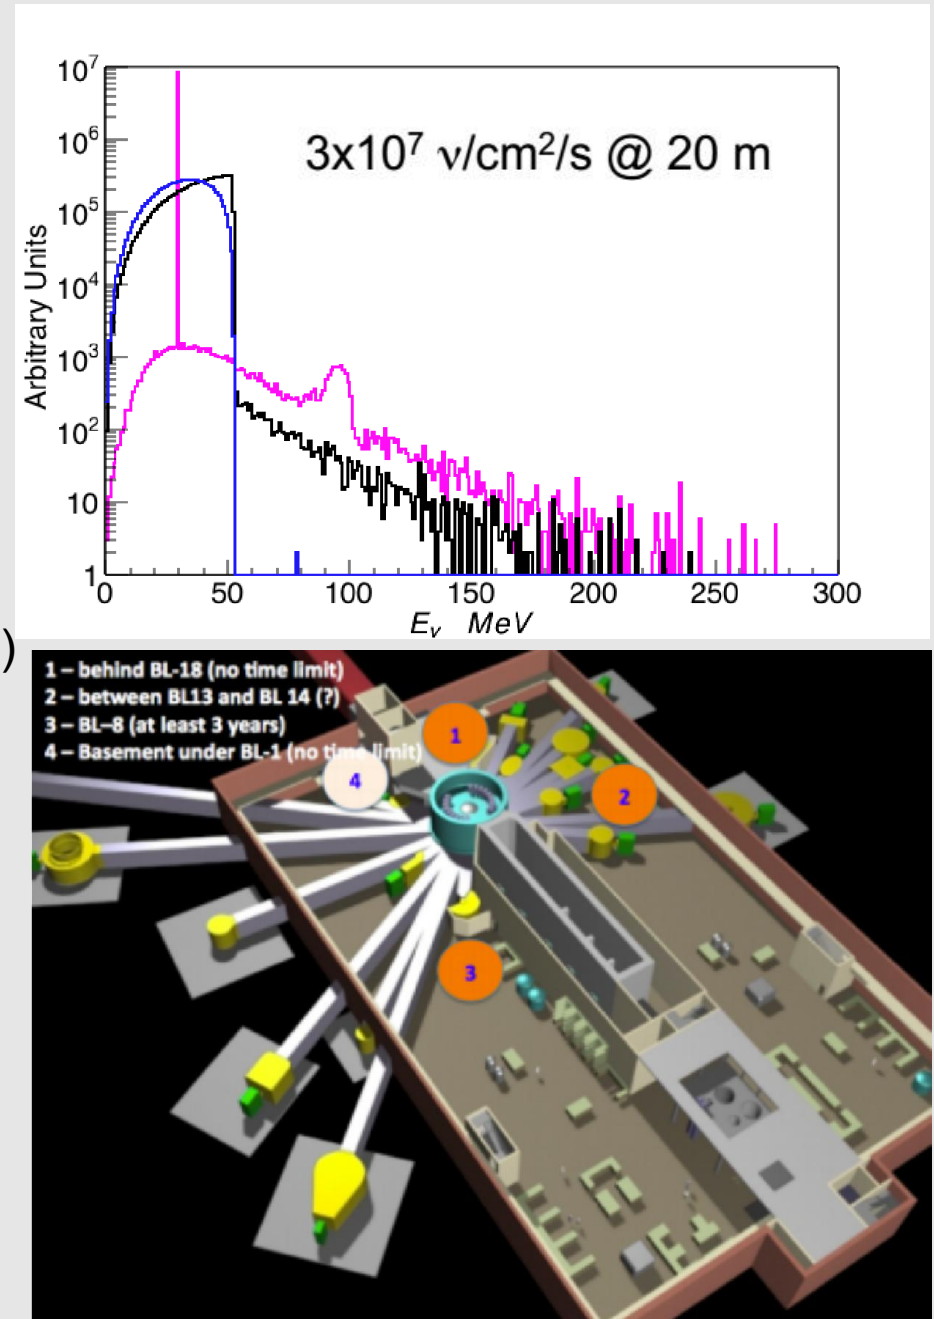 10⁷
3x10⁷ ν/cm²/s @ 20 m
10⁶
10⁵
10⁴
10³
10²
10
1
Arbitrary Units
0 50 100 150 200 250 300
Eᵥ MeV
)
1 – behind BL-18 (no time limit)
2 – between BL13 and BL 14 (?)
3 – BL–8 (at least 3 years)
4 – Basement under BL-1 (no time limit)
1
4
2
3